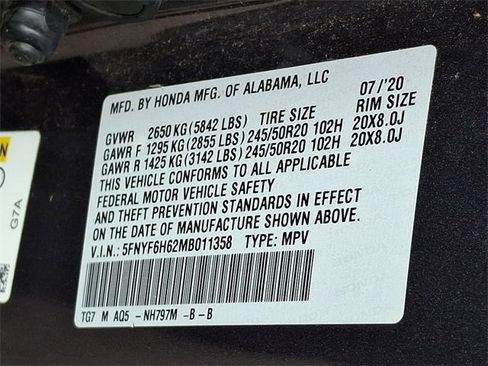 MFD. BY HONDA MFG. OF ALABAMA, LLC 07/'20
GVWR 2650 KG (5842 LBS) TIRE SIZE RIM SIZE
GAWR F 1295 KG (2855 LBS) 245/50R20 102H 20X8.0J
GAWR R 1425 KG (3142 LBS) 245/50R20 102H 20X8.0J
THIS VEHICLE CONFORMS TO ALL APPLICABLE
FEDERAL MOTOR VEHICLE SAFETY
AND THEFT PREVENTION STANDARDS IN EFFECT
ON THE DATE OF MANUFACTURE SHOWN ABOVE.
V.I.N.: 5FNYF6H62MB011358 TYPE: MPV
TG7 M AQ5 -NH797M -B -B
G7A